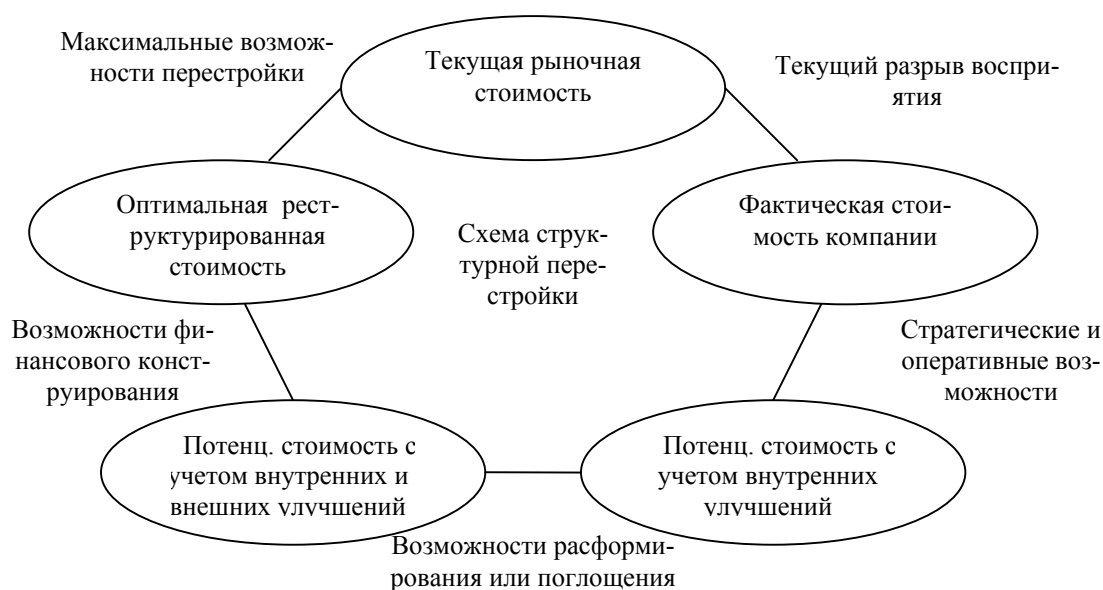 Максимальные возмож-
ности перестройки
Текущая рыночная
стоимость
Текущий разрыв воспри-
ятия
Оптимальная рест-
руктурированная
стоимость
Схема струк-
турной пере-
стройки
Фактическая стои-
мость компании
Возможности фи-
нансового конст-
руирования
Стратегические и
оперативные воз-
можности
Потенц. стоимость с
учетом внутренних и
внешних улучшений
Потенц. стоимость с
учетом внутренних
улучшений
Возможности расформи-
рования или поглощения